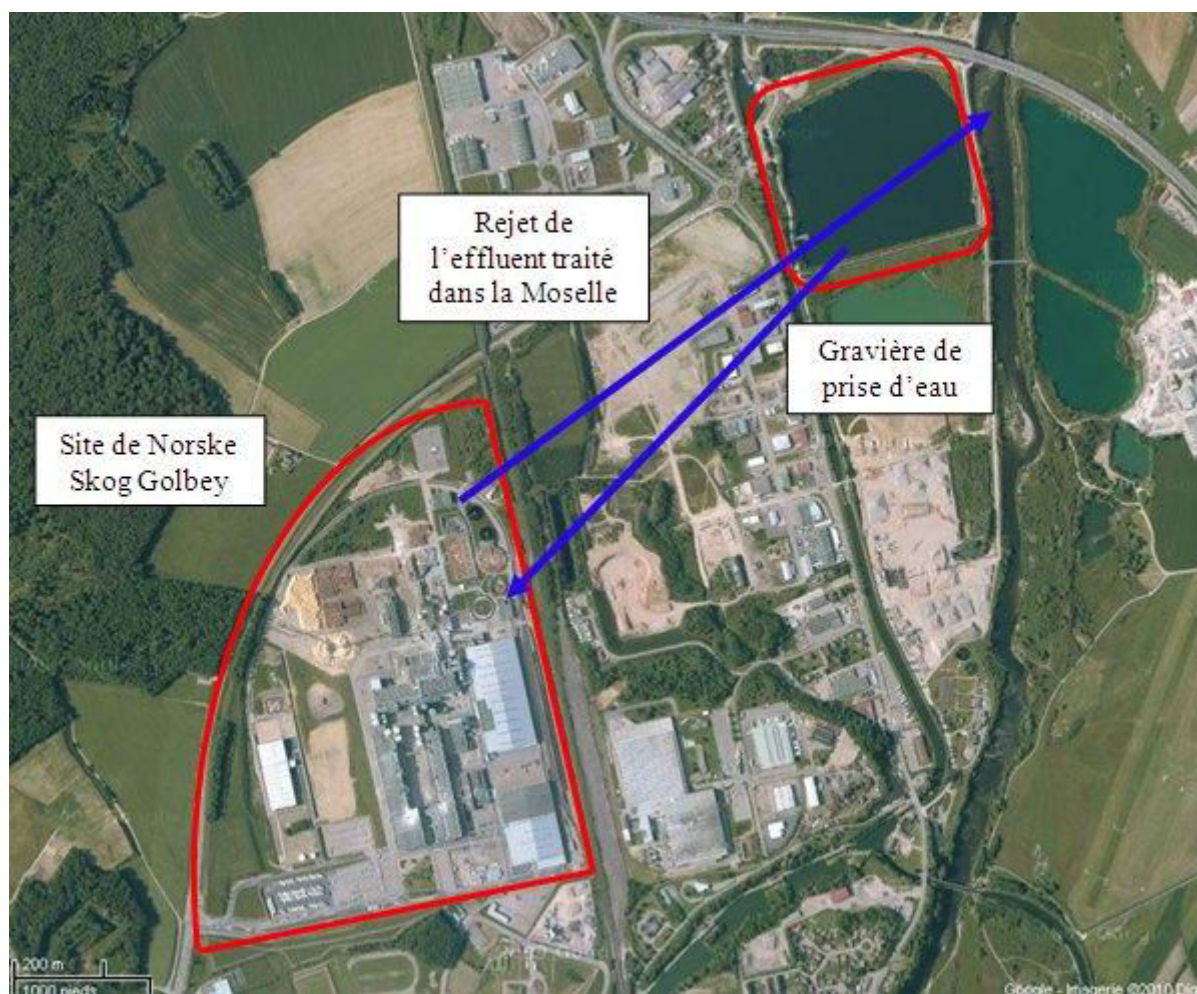 Rejet de
l'effluent traité
dans la Moselle
Gravière de
prise d'eau
Site de Norske
Skog Golbey
200 m
1000 pieds
Google - Imagerie ©2010